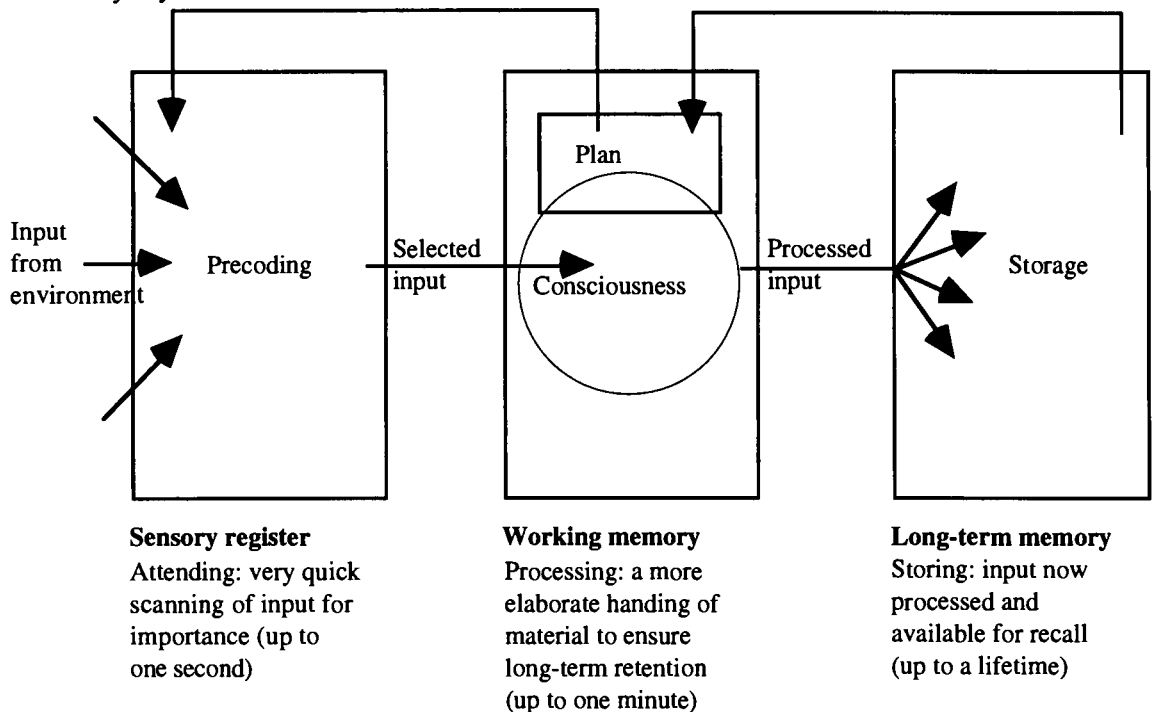 Plan
Input
from
environment
Precoding
Selected
input
Consciousness
Processed
input
Storage
Sensory register
Attending: very quick
scanning of input for
importance (up to
one second)
Working memory
Processing: a more
elaborate handing of
material to ensure
long-term retention
(up to one minute)
Long-term memory
Storing: input now
processed and
available for recall
(up to a lifetime)